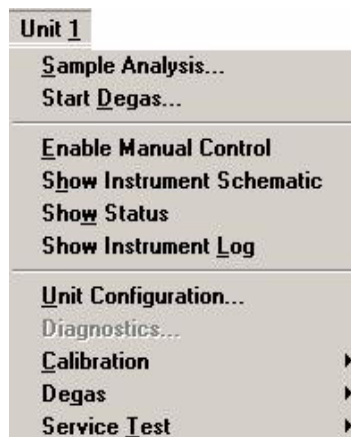 Unit 1
Sample Analysis...
Start Degas...
Enable Manual Control
Show Instrument Schematic
Show Status
Show Instrument Log
Unit Configuration...
Diagnostics...
Calibration
Degas
Service Test